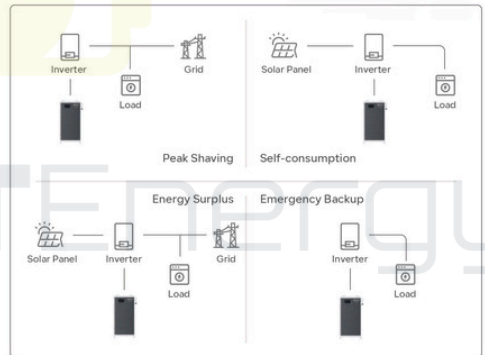 Inverter
Grid
Load
Peak Shaving
Solar Panel
Inverter
Load
Self-consumption
Energy Surplus
Solar Panel
Inverter
Grid
Load
Emergency Backup
Inverter
Load
Energy